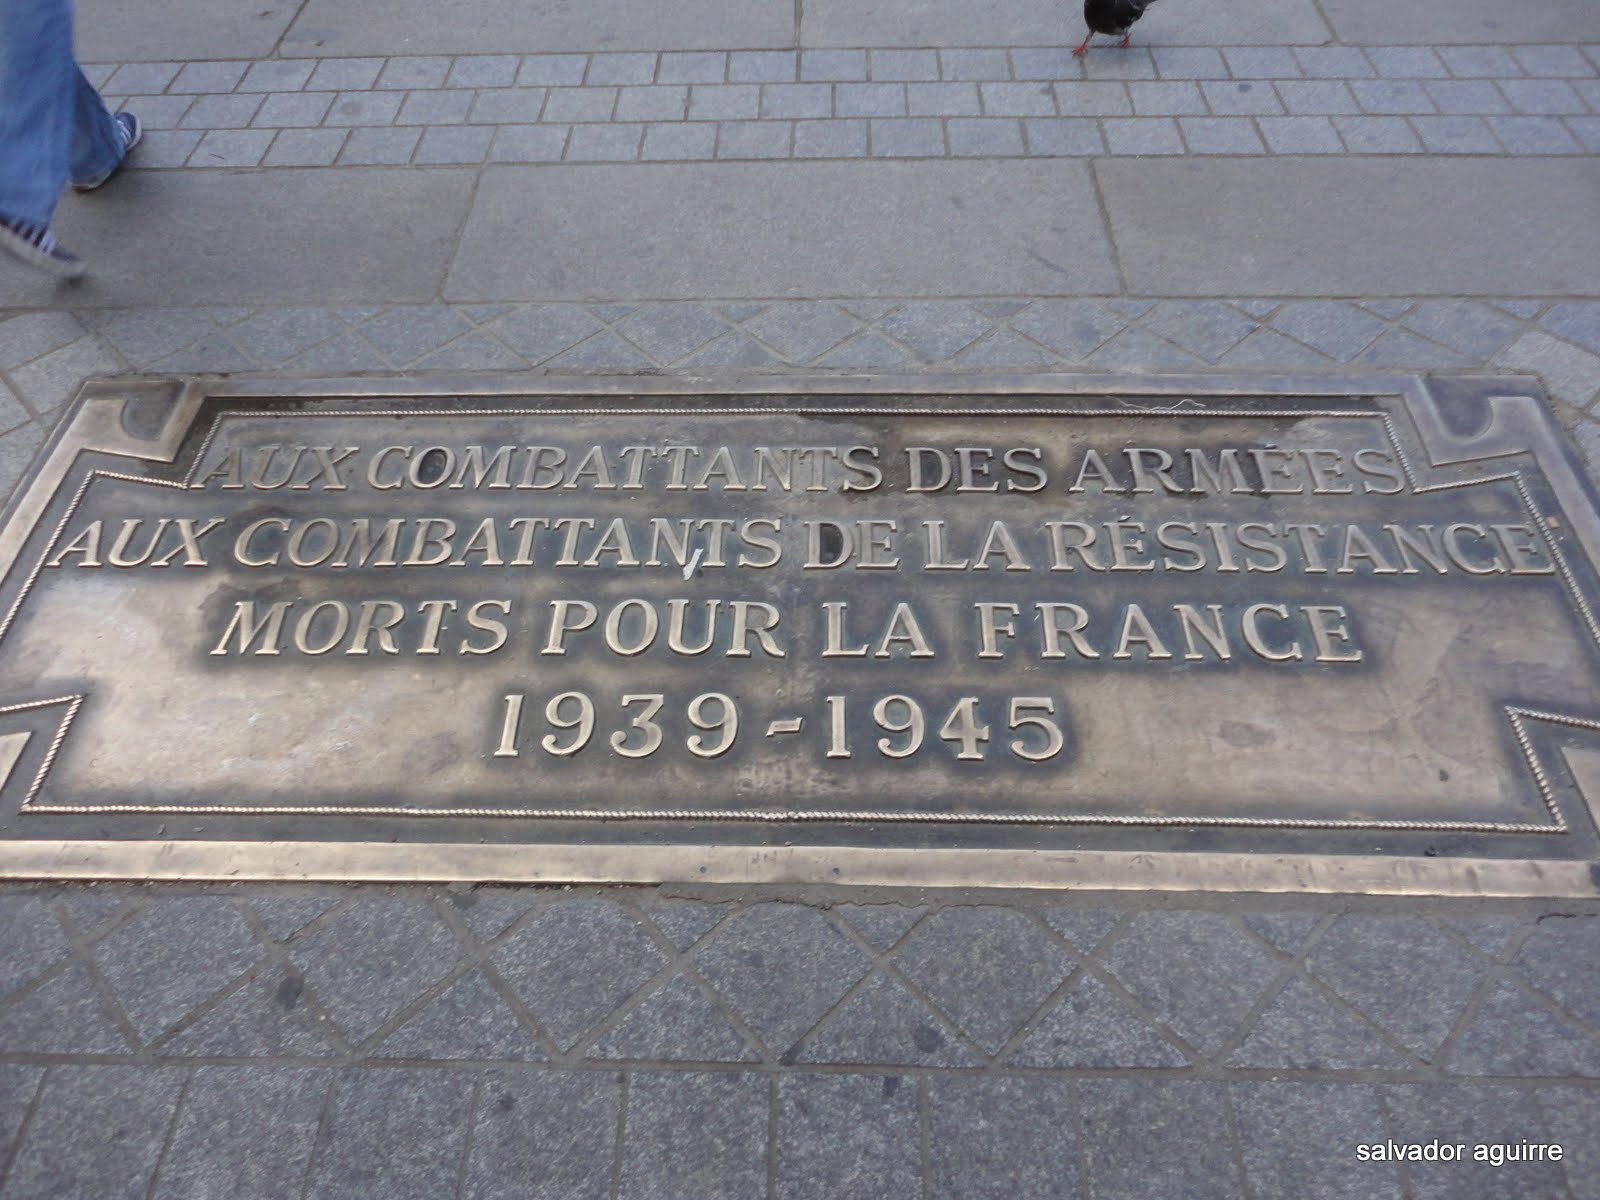 AUX COMBATTANTS DES ARMÉES
AUX COMBATTANTS DE LA RÉSISTANCE
MORTS POUR LA FRANCE
1939-1945
salvador aguirre